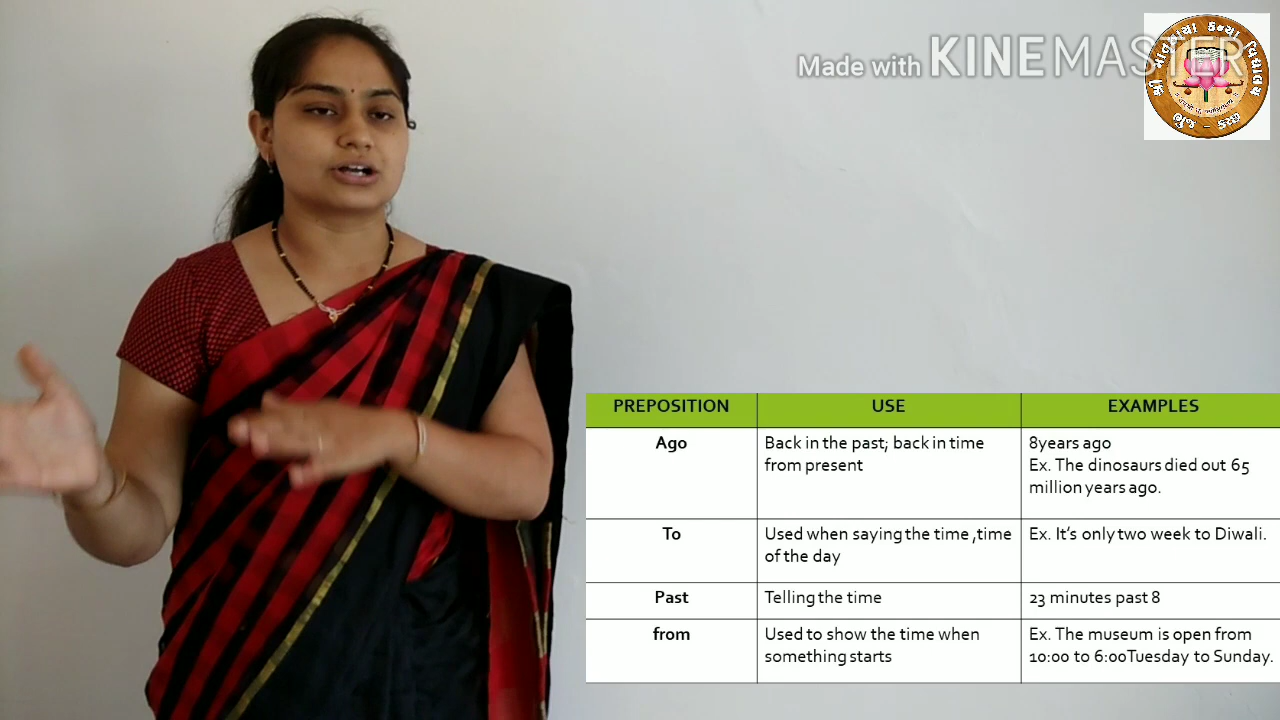 Made with KINEMASTER
શ્રી માતૃછાયા કન્યા વિદ્યાલય
PREPOSITION USE EXAMPLES
Ago Back in the past; back in time 8years ago
from present Ex. The dinosaurs died out 65
million years ago.
To Used when saying the time ,time Ex. It's only two week to Diwali.
of the day
Past Telling the time 23 minutes past 8
from Used to show the time when Ex. The museum is open from
something starts 10:00 to 6:00Tuesday to Sunday.